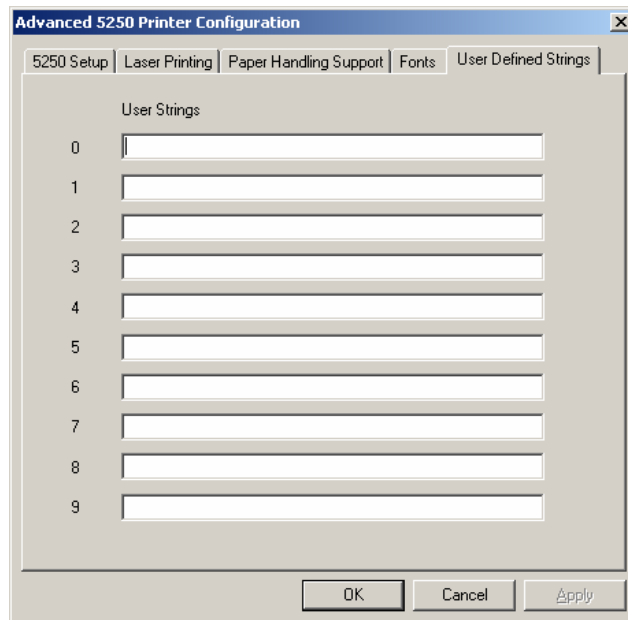 Advanced 5250 Printer Configuration
5250 Setup Laser Printing Paper Handling Support Fonts User Defined Strings
User Strings
0
1
2
3
4
5
6
7
8
9
OK Cancel Apply